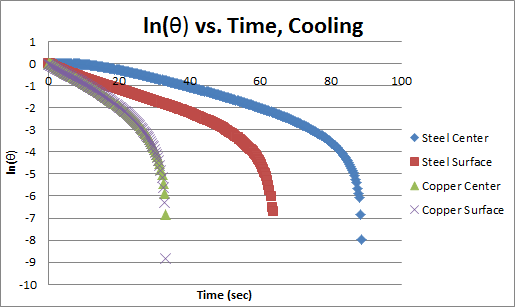 ln(θ) vs. Time, Cooling
1
0
0 20 40 60 80 100
-1
-2
-3
-4
-5
-6
-7
-8
-9
-10
ln(θ)
Time (sec)
Steel Center
Steel Surface
Copper Center
Copper Surface